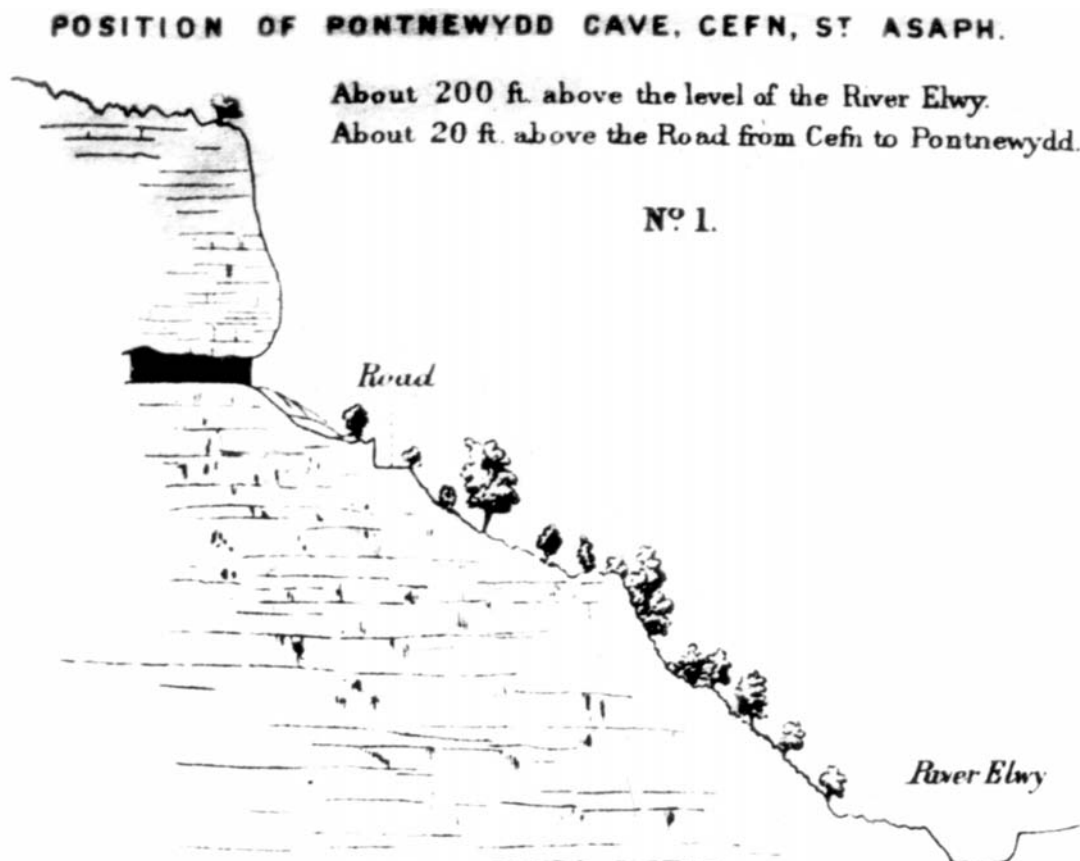 POSITION OF PONTNEWYDD CAVE, CEFN, ST ASAPH.
About 200 ft. above the level of the River Elwy.
About 20 ft. above the Road from Cefn to Pontnewydd.
No. 1.
Road
River Elwy